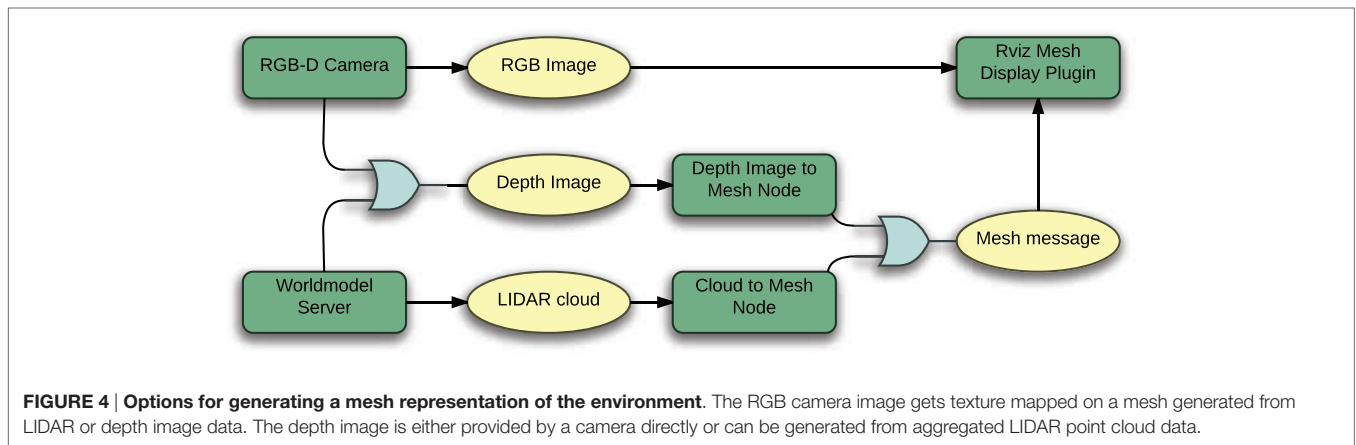 RGB-D Camera
RGB Image
Rviz Mesh
Display Plugin
Depth Image
Depth Image to
Mesh Node
Mesh message
Worldmodel
Server
LIDAR cloud
Cloud to Mesh
Node
FIGURE 4 | Options for generating a mesh representation of the environment. The RGB camera image gets texture mapped on a mesh generated from
LIDAR or depth image data. The depth image is either provided by a camera directly or can be generated from aggregated LIDAR point cloud data.